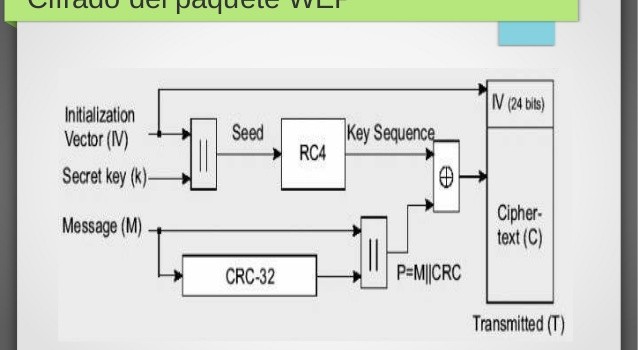 Cifrado del paquete WEP
Initialization
Vector (IV)
Secret key (k)
Message (M)
||
Seed
RC4
Key Sequence
⊕
CRC-32
||
P=M||CRC
IV (24 bits)
Cipher-
text (C)
Transmitted (T)